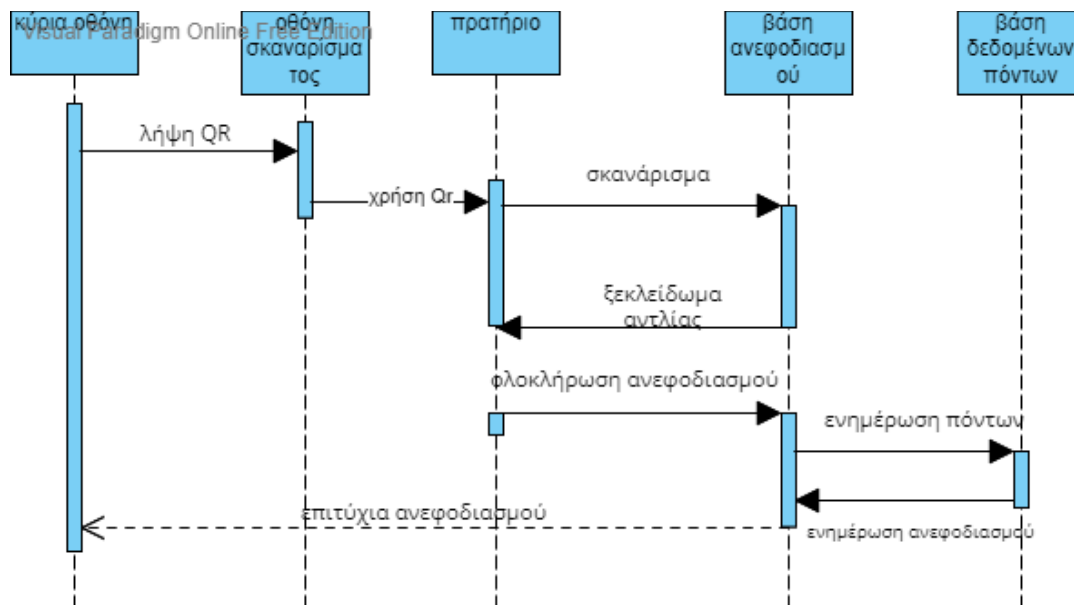 κύρια οθόνη
Visual Paradigm Online Free Edition
οθόνη
σκαναρίσμα
τος
πρατήριο
βάση
ανεφοδιασμ
ού
βάση
δεδομένων
πόντων
λήψη QR
χρήση Qr
σκανάρισμα
ξεκλείδωμα
αντλίας
ολοκλήρωση ανεφοδιασμού
ενημέρωση πόντων
επιτύχια ανεφοδιασμού
ενημέρωση ανεφοδιασμού